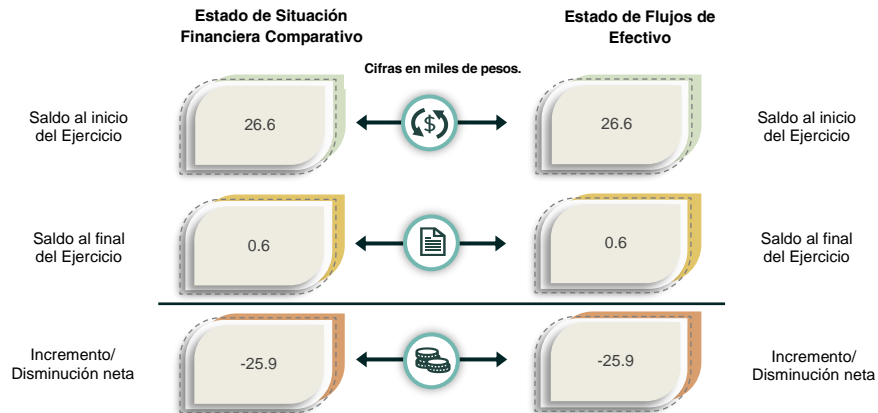 Estado de Situación
Financiera Comparativo
Estado de Flujos de
Efectivo
Cifras en miles de pesos.
Saldo al inicio
del Ejercicio
26.6
$
26.6
Saldo al inicio
del Ejercicio
Saldo al final
del Ejercicio
0.6
0.6
Saldo al final
del Ejercicio
Incremento/
Disminución neta
-25.9
-25.9
Incremento/
Disminución neta